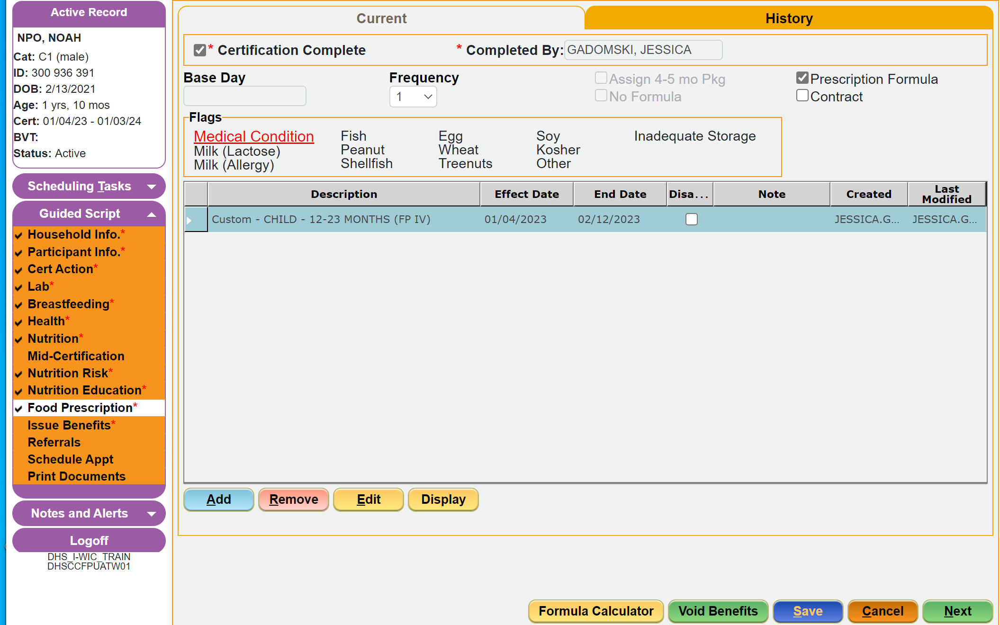 Active Record
NPO, NOAH
Cat: C1 (male)
ID: 300 936 391
DOB: 2/13/2021
Age: 1 yrs, 10 mos
Cert: 01/04/23 - 01/03/24
BVT:
Status: Active
Scheduling Tasks
Guided Script
Household Info.*
Participant Info.*
Cert Action*
Lab*
Breastfeeding*
Health*
Nutrition*
Mid-Certification
Nutrition Risk*
Nutrition Education*
Food Prescription*
Issue Benefits*
Referrals
Schedule Appt
Print Documents
Notes and Alerts
Logoff
DHS_I-WIC_TRAIN
DHSCCFPUATW01
Current History
* Certification Complete * Completed By: GADOMSKI, JESSICA
Base Day Frequency Assign 4-5 mo Pkg Prescription Formula
1 No Formula Contract
Flags
Medical Condition Fish Egg Soy Inadequate Storage
Milk (Lactose) Peanut Wheat Kosher
Milk (Allergy) Shellfish Treenuts Other
Description Effect Date End Date Disa... Note Created Last Modified
Custom - CHILD - 12-23 MONTHS (FP IV) 01/04/2023 02/12/2023 JESSICA.G... JESSICA.G...
Add Remove Edit Display
Formula Calculator Void Benefits Save Cancel Next